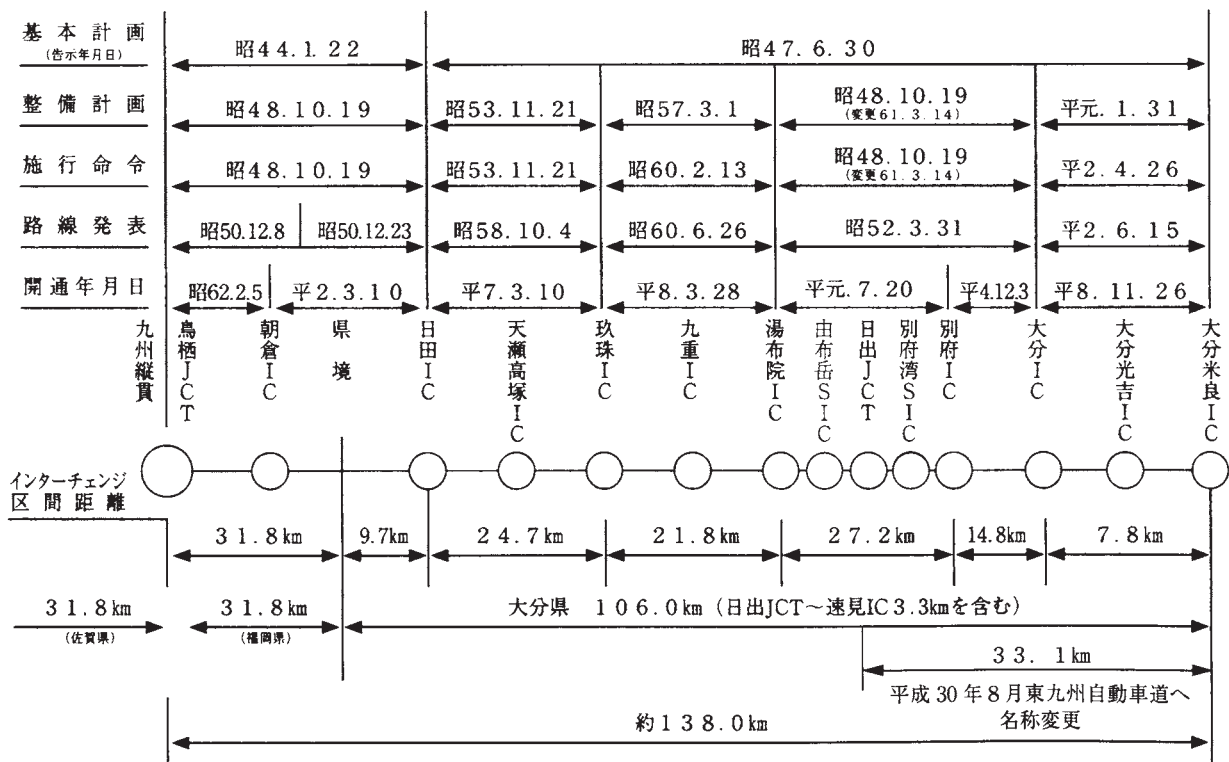 基本計画
(告示年月日)
昭44.1.22
昭47.6.30
整備計画
昭48.10.19
昭53.11.21
昭57.3.1
昭48.10.19
(変更61.3.14)
平元.1.31
施行命令
昭48.10.19
昭53.11.21
昭60.2.13
昭48.10.19
(変更61.3.14)
平2.4.26
路線発表
昭50.12.8
昭50.12.23
昭58.10.4
昭60.6.26
昭52.3.31
平2.6.15
開通年月日
昭62.2.5
平2.3.10
平7.3.10
平8.3.28
平元.7.20
平4.12.3
平8.11.26
九州縦貫
鳥栖JCT
朝倉IC
県境
日田IC
天瀬高塚IC
玖珠IC
九重IC
湯布院IC
由布岳SIC
日出JCT
別府湾SIC
別府IC
大分IC
大分光吉IC
大分米良IC
インターチェンジ
区間距離
31.8㎞
9.7㎞
24.7㎞
21.8㎞
27.2㎞
14.8㎞
7.8㎞
31.8㎞
(佐賀県)
31.8㎞
(福岡県)
大分県 106.0㎞(日出JCT~速見IC3.3㎞を含む)
33.1㎞
平成30年8月東九州自動車道へ
名称変更
約138.0㎞